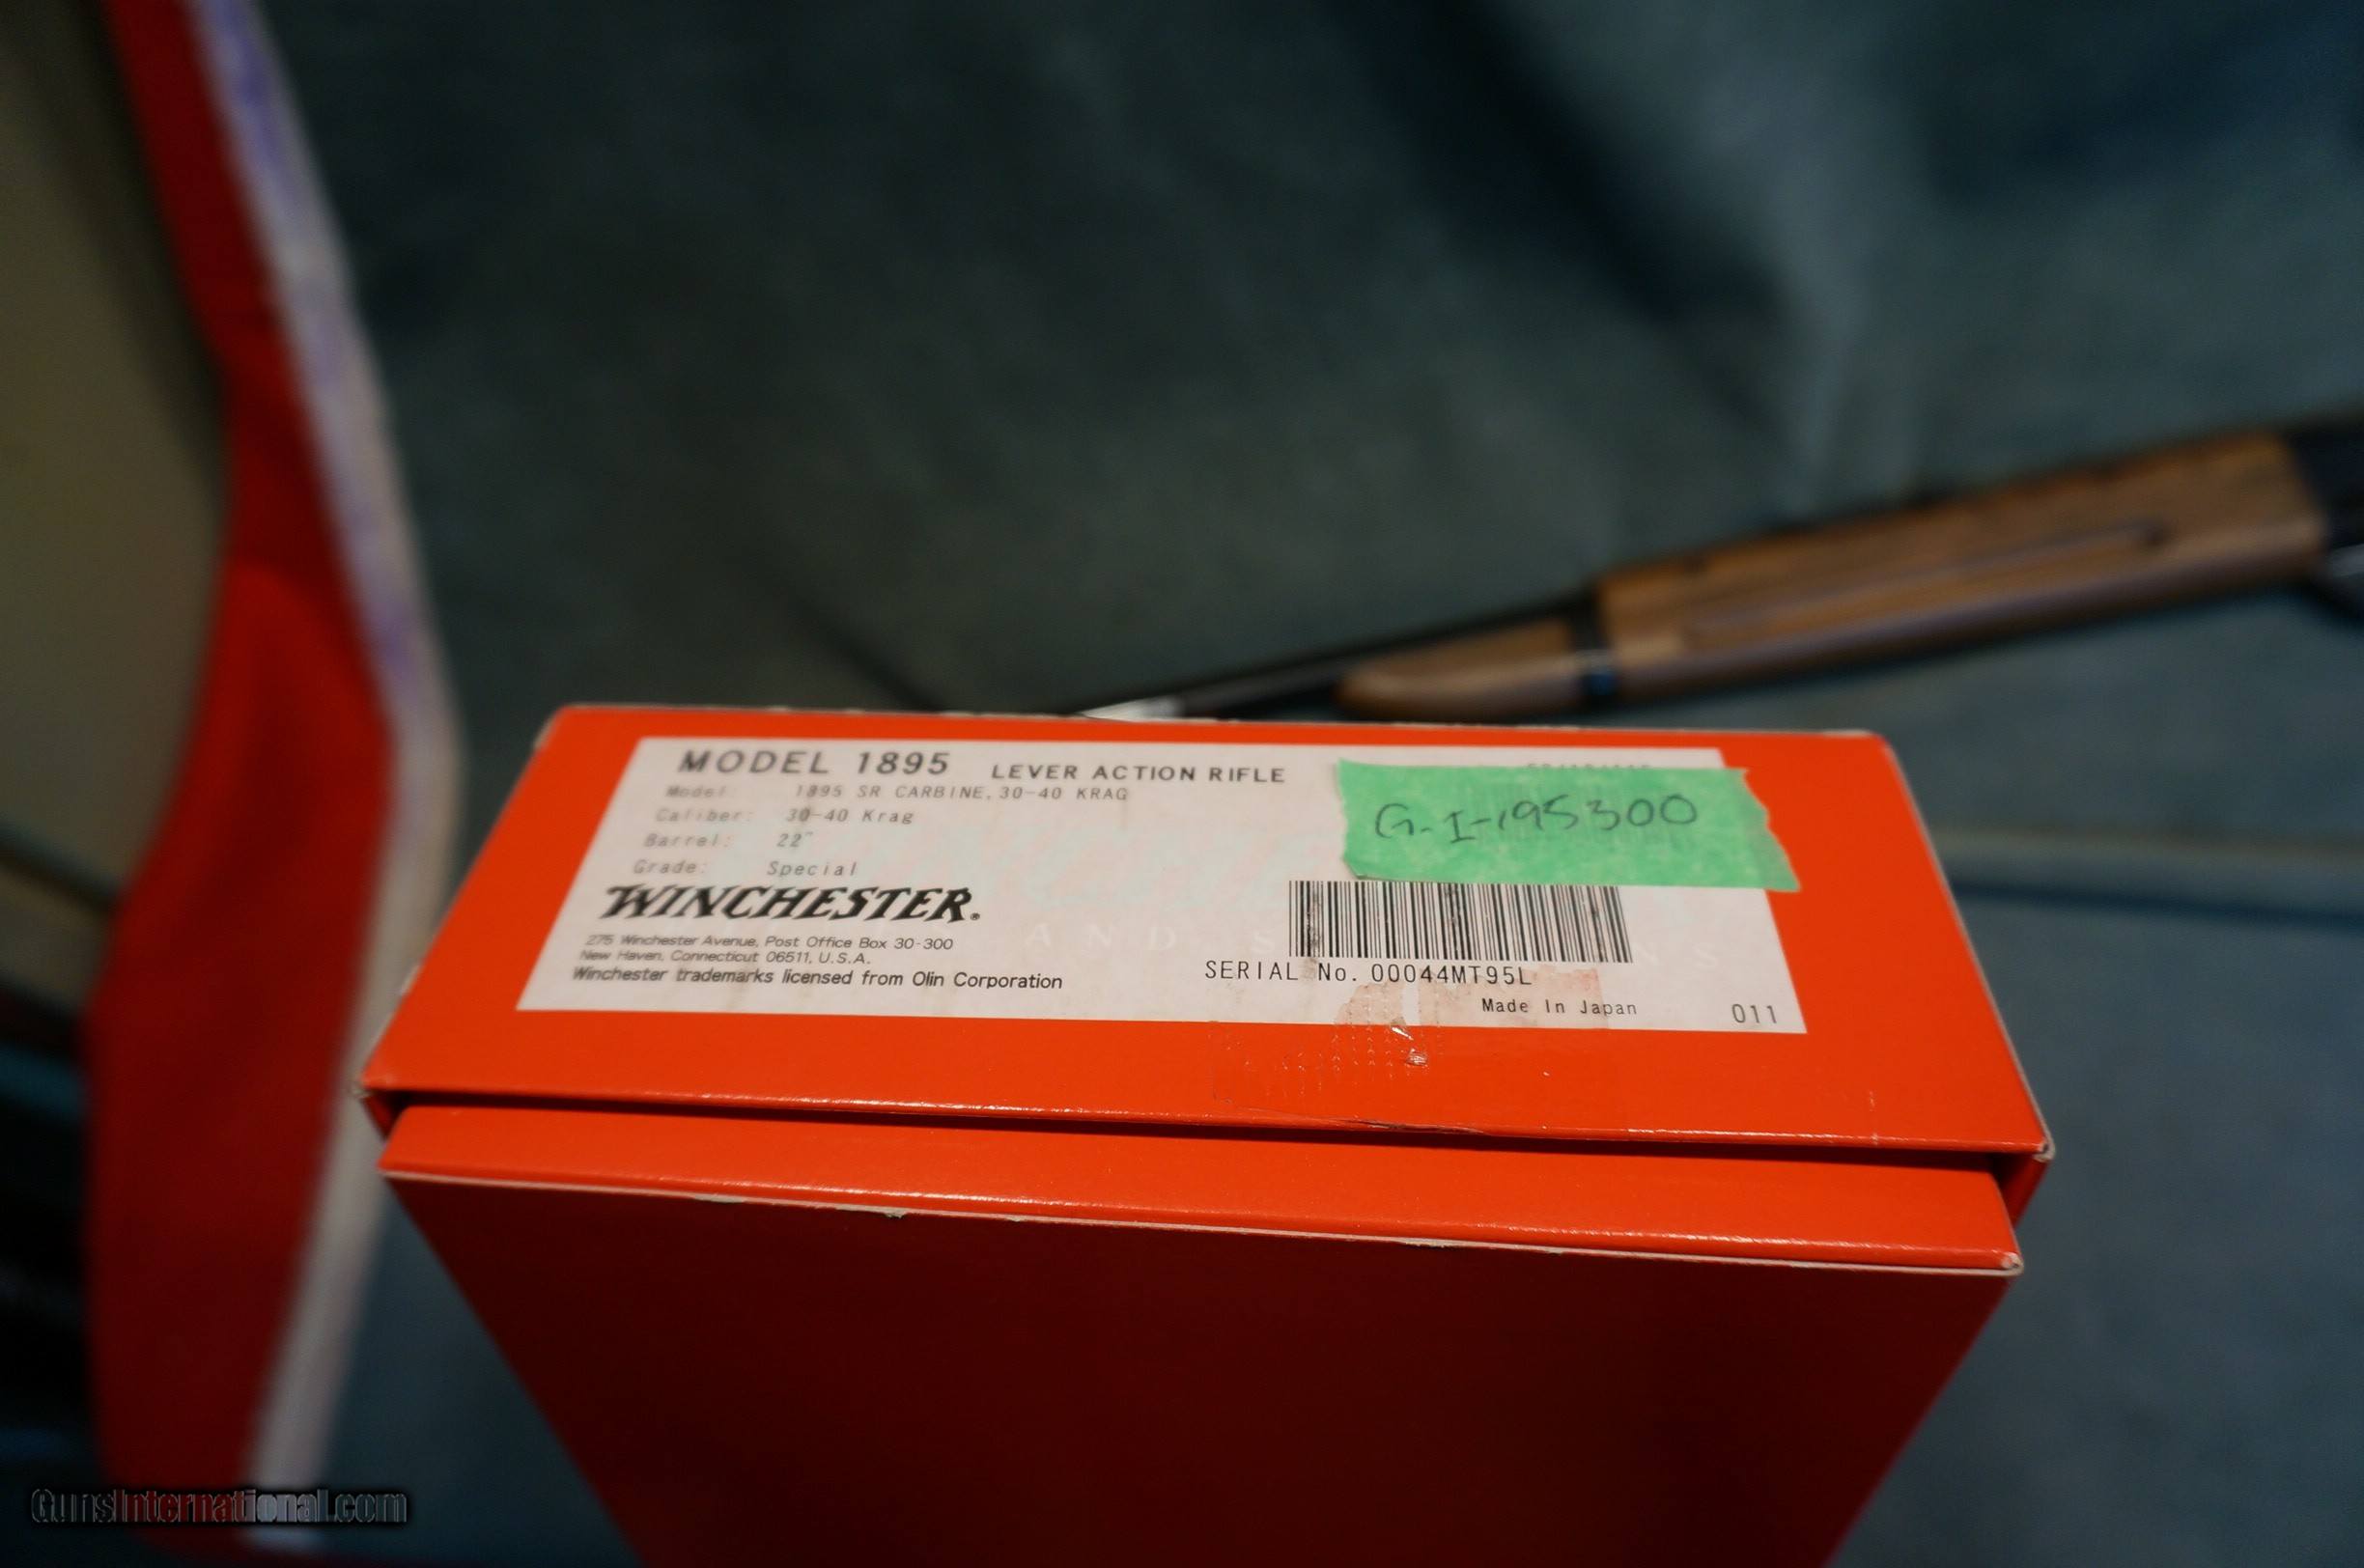 MODEL 1895 LEVER ACTION RIFLE
Model: 1895 SR CARBINE, 30-40 KRAG
Caliber: 30-40 Krag
Barrel: 22"
Grade: Special
G-I-195300
WINCHESTER®
275 Winchester Avenue, Post Office Box 30-300
New Haven, Connecticut 06511, U.S.A.
Winchester trademarks licensed from Olin Corporation
SERIAL No. 00044MT95L
Made In Japan
011
GunsInternational.com